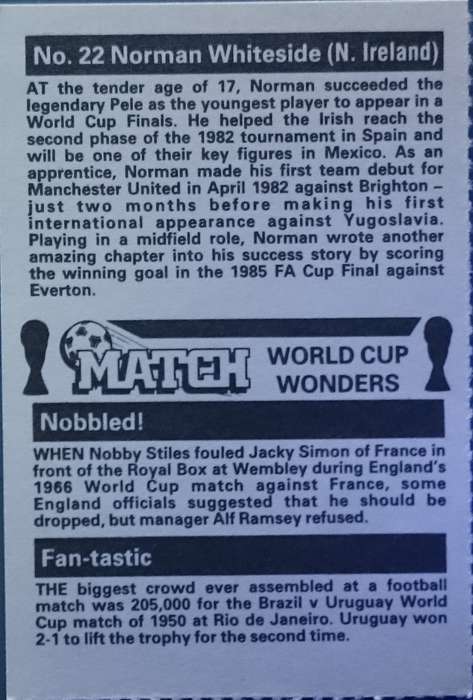 No. 22 Norman Whiteside (N. Ireland)
AT the tender age of 17, Norman succeeded the
legendary Pele as the youngest player to appear in a
World Cup Finals. He helped the Irish reach the
second phase of the 1982 tournament in Spain and
will be one of their key figures in Mexico. As an
apprentice, Norman made his first team debut for
Manchester United in April 1982 against Brighton –
just two months before making his first
international appearance against Yugoslavia.
Playing in a midfield role, Norman wrote another
amazing chapter into his success story by scoring
the winning goal in the 1985 FA Cup Final against
Everton.
MATCH
WORLD CUP
WONDERS
Nobbled!
WHEN Nobby Stiles fouled Jacky Simon of France in
front of the Royal Box at Wembley during England's
1966 World Cup match against France, some
England officials suggested that he should be
dropped, but manager Alf Ramsey refused.
Fan-tastic
THE biggest crowd ever assembled at a football
match was 205,000 for the Brazil v Uruguay World
Cup match of 1950 at Rio de Janeiro. Uruguay won
2-1 to lift the trophy for the second time.